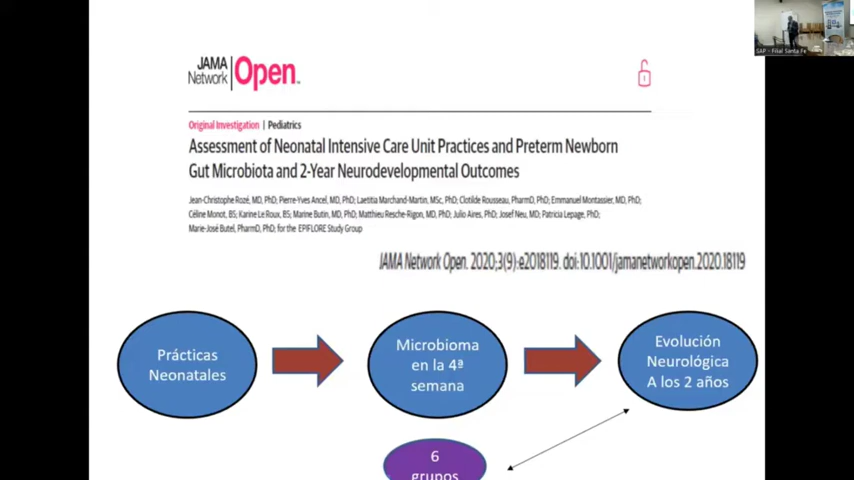 SAP - Filial Santa Fe
JAMA
Network
Open™
Original Investigation | Pediatrics
Assessment of Neonatal Intensive Care Unit Practices and Preterm Newborn
Gut Microbiota and 2-Year Neurodevelopmental Outcomes
Jean-Christophe Rozé, MD, PhD; Pierre-Yves Ancel, MD, PhD; Laetitia Marchand-Martin, MSc, PhD; Clotilde Rousseau, PharmD, PhD; Emmanuel Montassier, MD, PhD;
Céline Monot, BS; Karine Le Roux, BS; Marine Butin, MD, PhD; Matthieu Resche-Rigon, MD, PhD; Julio Aires, PhD; Josef Neu, MD; Patricia Lepage, PhD;
Marie-José Butel, PharmD, PhD; for the EPIFLORE Study Group
JAMA Network Open. 2020;3(9):e2018119. doi:10.1001/jamanetworkopen.2020.18119
Prácticas
Neonatales
Microbioma
en la 4ª
semana
Evolución
Neurológica
A los 2 años
6
grupos